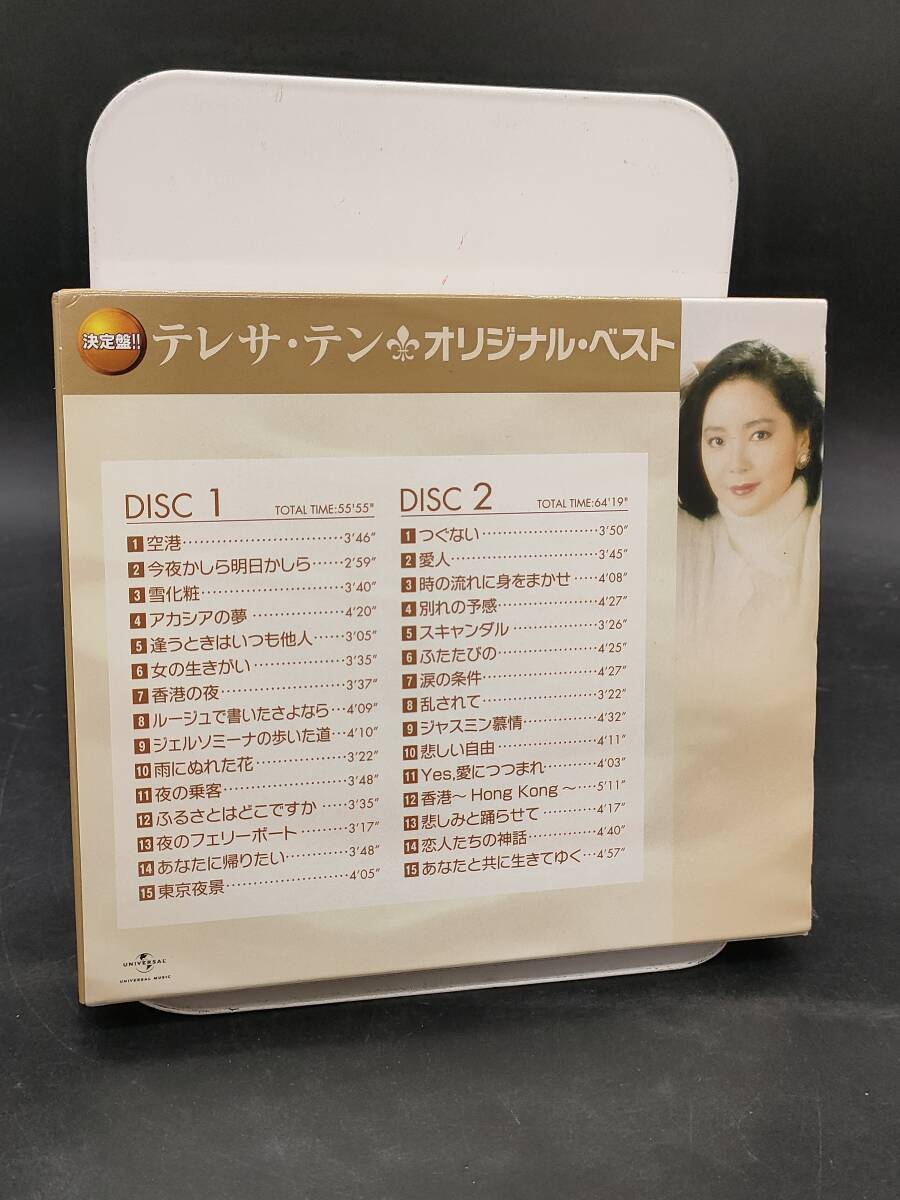 決定盤!! テレサ・テン オリジナル・ベスト
DISC 1 TOTAL TIME:55'55"
1 空港 3'46"
2 今夜かしら明日かしら 2'59"
3 雪化粧 3'40"
4 アカシアの夢 4'20"
5 逢うときはいつも他人 3'05"
6 女の生きがい 3'35"
7 香港の夜 3'37"
8 ルージュで書いたさよなら 4'09"
9 ジェルソミーナの歩いた道 4'10"
10 雨にぬれた花 3'22"
11 夜の乗客 3'48"
12 ふるさとはどこですか 3'35"
13 夜のフェリーボート 3'17"
14 あなたに帰りたい 3'48"
15 東京夜景 4'05"
DISC 2 TOTAL TIME:64'19"
1 つぐない 3'50"
2 愛人 3'45"
3 時の流れに身をまかせ 4'08"
4 別れの予感 4'27"
5 スキャンダル 3'26"
6 ふたたびの 4'25"
7 涙の条件 4'27"
8 乱されて 3'22"
9 ジャスミン慕情 4'32"
10 悲しい自由 4'11"
11 Yes,愛につつまれ 4'03"
12 香港〜 Hong Kong 〜 5'11"
13 悲しみと踊らせて 4'17"
14 恋人たちの神話 4'40"
15 あなたと共に生きてゆく 4'57"
UNIVERSAL
UNIVERSAL MUSIC